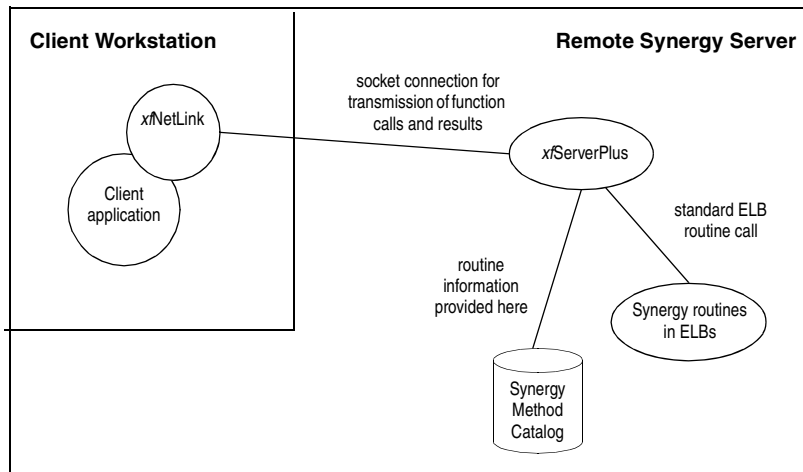 Client Workstation
Remote Synergy Server
socket connection for
transmission of function
calls and results
xfNetLink
Client
application
xfServerPlus
standard ELB
routine call
routine
information
provided here
Synergy routines
in ELBs
Synergy
Method
Catalog